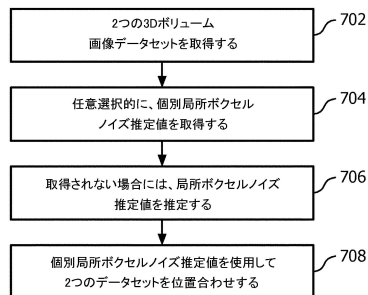 2つの3Dボリューム
画像データセットを取得する
702
任意選択的に、個別局所ボクセル
ノイズ推定値を取得する
704
取得されない場合には、局所ボクセルノイズ
推定値を推定する
706
個別局所ボクセルノイズ推定値を使用して
2つのデータセットを位置合わせする
708